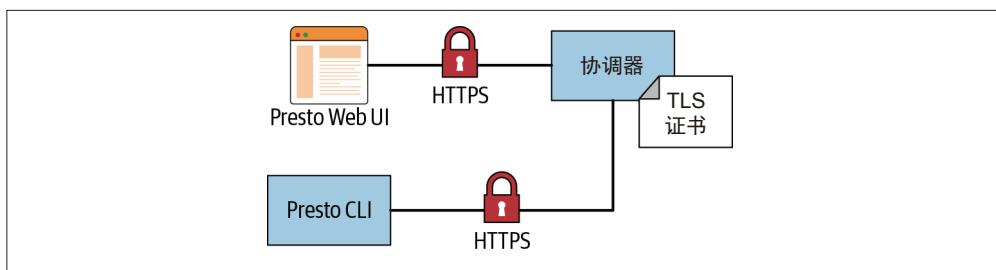 协调器
HTTPS
TLS
证书
Presto Web UI
Presto CLI
HTTPS